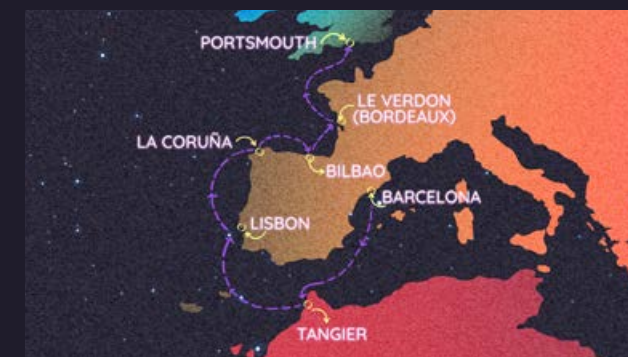 PORTSMOUTH
LE VERDON
(BORDEAUX)
LA CORUÑA
BILBAO
BARCELONA
LISBON
TANGIER